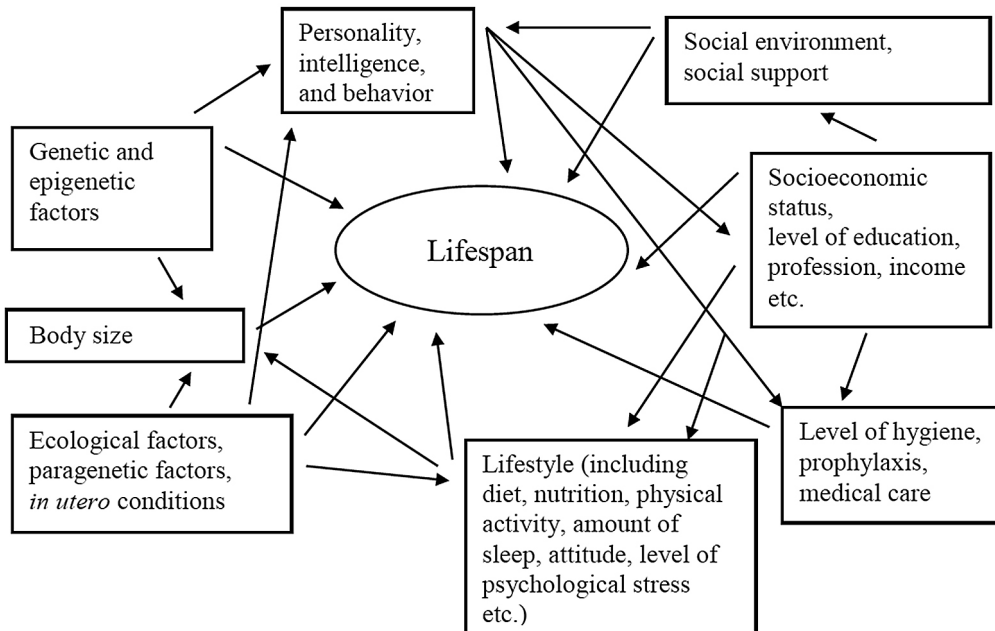 Personality,
intelligence,
and behavior
Social environment,
social support
Genetic and
epigenetic
factors
Socioeconomic
status,
level of education,
profession, income
etc.
Lifespan
Body size
Ecological factors,
paragenetic factors,
in utero conditions
Lifestyle (including
diet, nutrition, physical
activity, amount of
sleep, attitude, level of
psychological stress
etc.)
Level of hygiene,
prophylaxis,
medical care